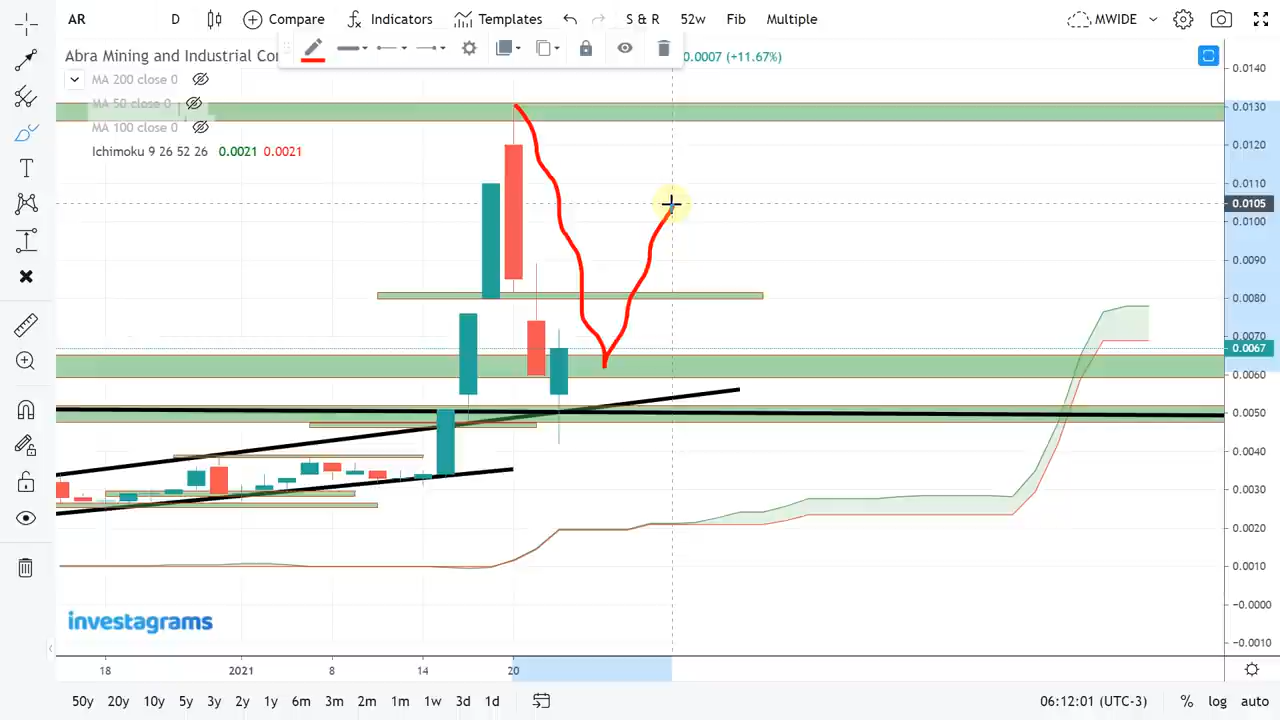 AR D Compare Indicators Templates S & R 52w Fib Multiple MWIDE
Abra Mining and Industrial Cor 0.0007 (+11.67%)
MA 200 close 0
MA 50 close 0
MA 100 close 0
Ichimoku 9 26 52 26 0.0021 0.0021
0.0140
0.0130
0.0120
0.0110
0.0105
0.0100
0.0090
0.0080
0.0070
0.0067
0.0060
0.0050
0.0040
0.0030
0.0020
0.0010
−0.0000
−0.0010
investagrams
18 2021 8 14 20
50y 20y 10y 5y 3y 2y 1y 6m 3m 2m 1m 1w 3d 1d 06:12:01 (UTC-3) % log auto